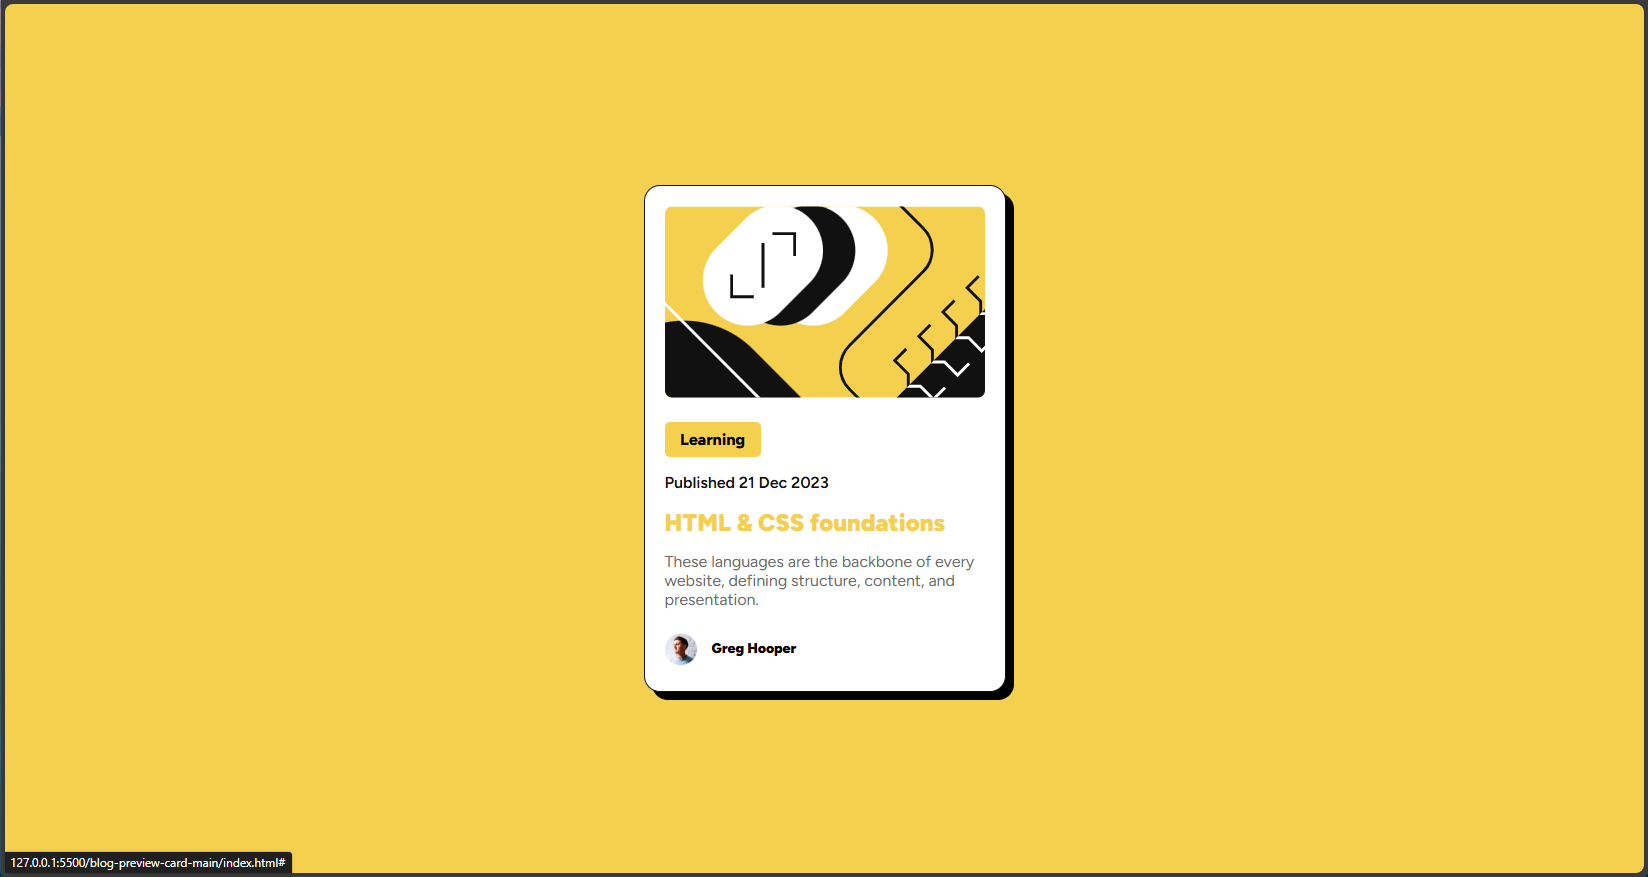 Learning
Published 21 Dec 2023
HTML & CSS foundations
These languages are the backbone of every
website, defining structure, content, and
presentation.
Greg Hooper
127.0.0.1:5500/blog-preview-card-main/index.html#